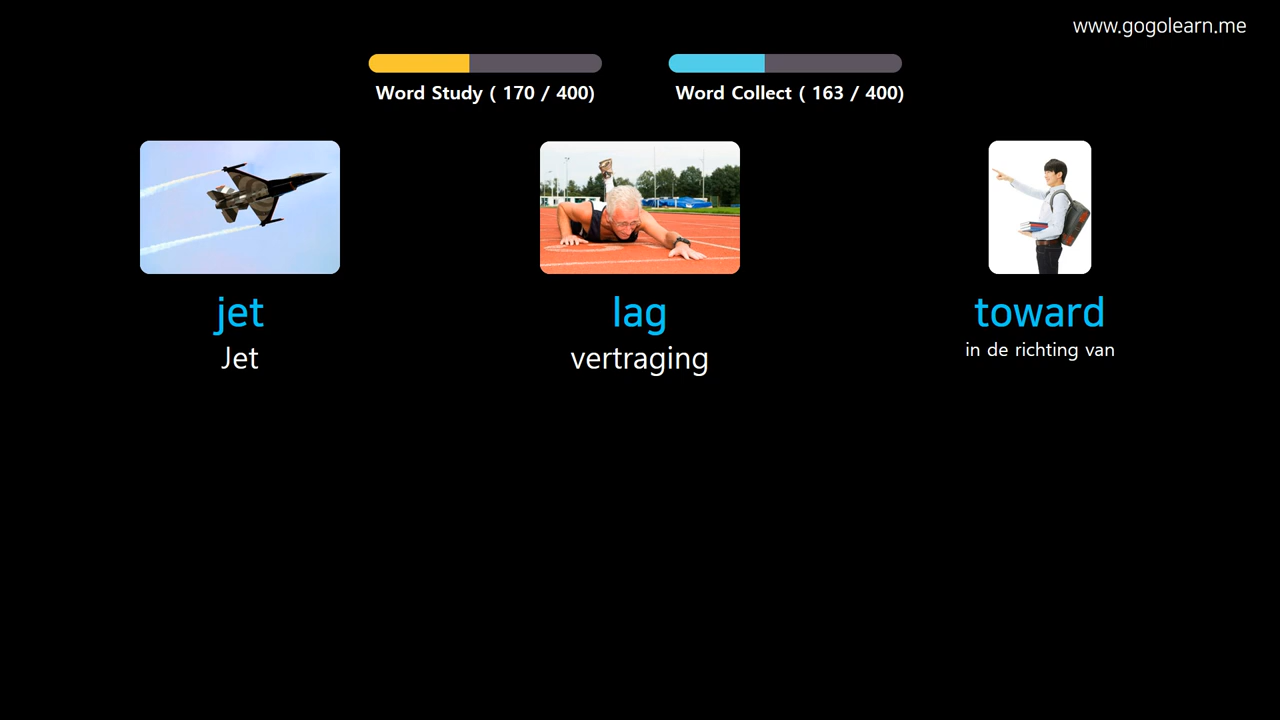 www.gogolearn.me
Word Study ( 170 / 400)
Word Collect ( 163 / 400)
jet
Jet
lag
vertraging
toward
in de richting van